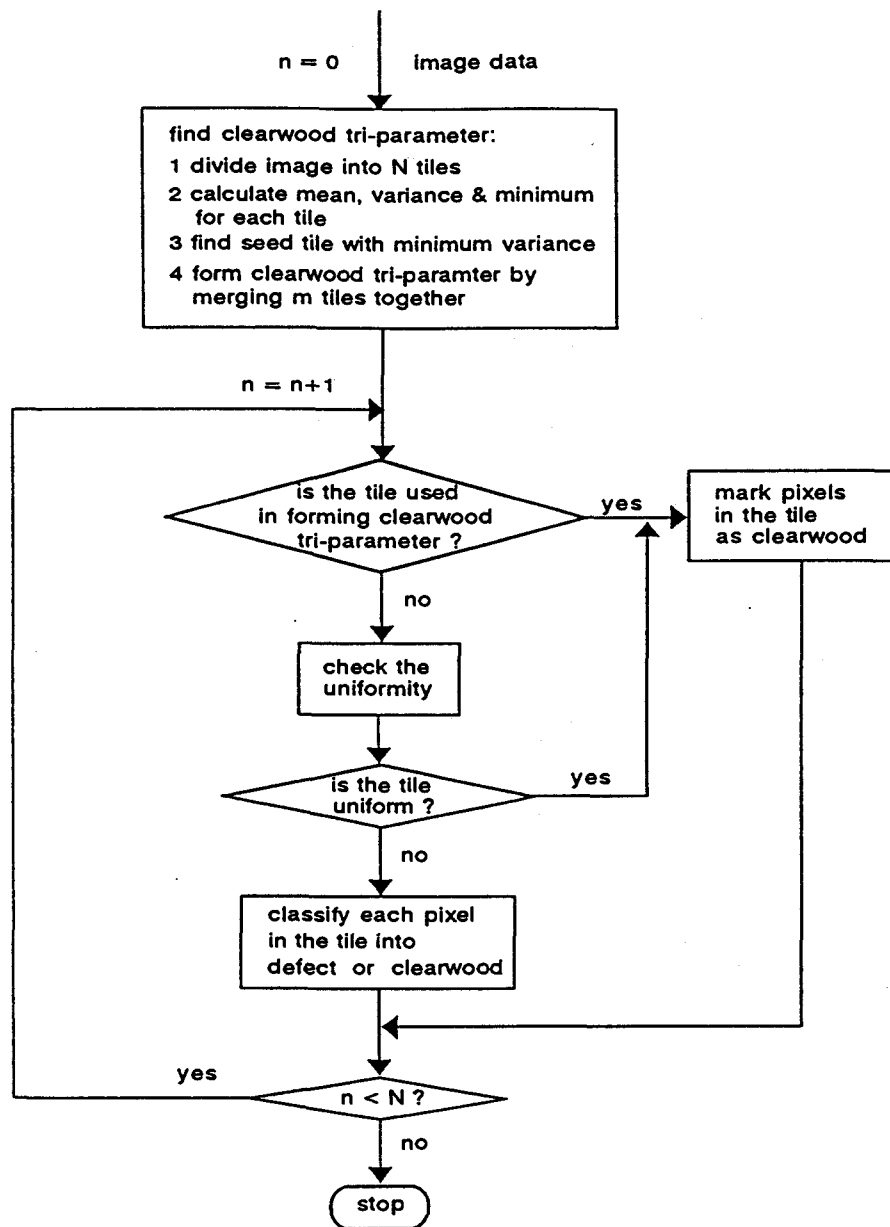 n = 0 image data
find clearwood tri-parameter:
1 divide image into N tiles
2 calculate mean, variance & minimum
for each tile
3 find seed tile with minimum variance
4 form clearwood tri-paramter by
merging m tiles together
n = n+1
is the tile used
in forming clearwood
tri-parameter ?
yes
mark pixels
in the tile
as clearwood
no
check the
uniformity
is the tile
uniform ?
yes
no
classify each pixel
in the tile into
defect or clearwood
yes
n < N ?
no
stop